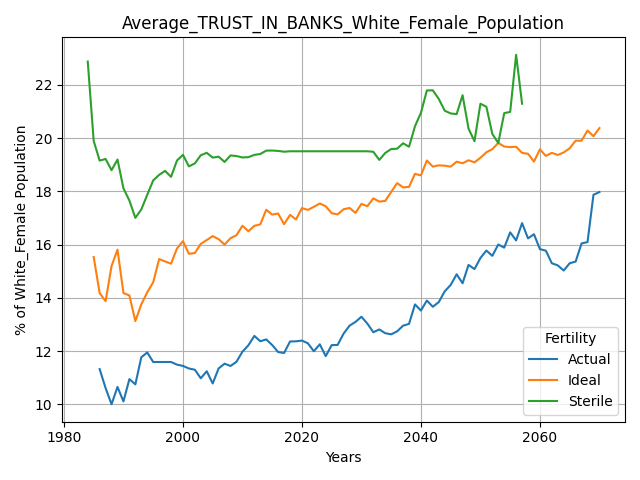 Average_TRUST_IN_BANKS_White_Female_Population
% of White_Female Population
22
20
18
16
14
12
10
1980
2000
2020
2040
2060
Years
Fertility
Actual
Ideal
Sterile